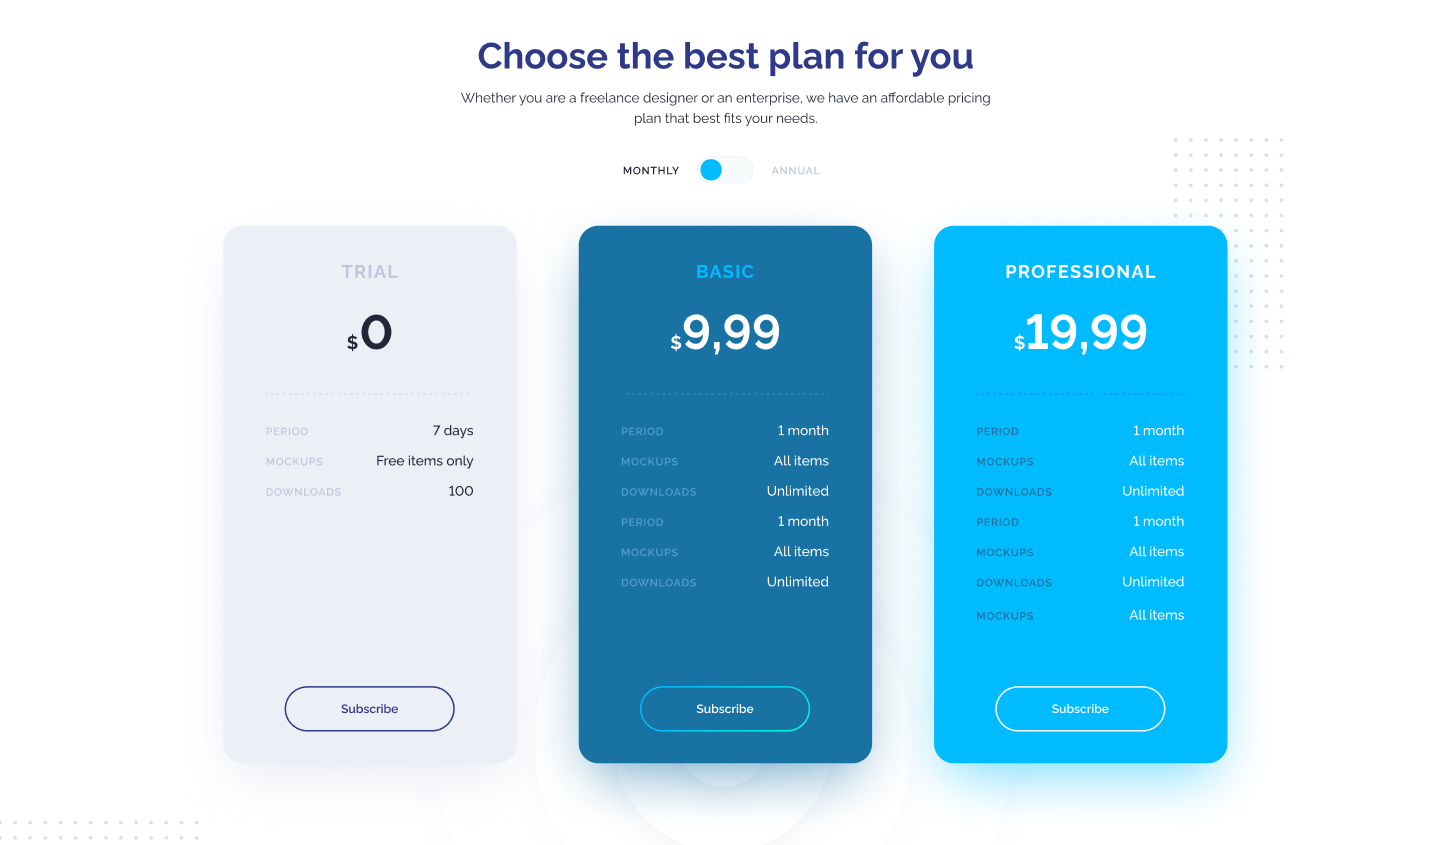 Choose the best plan for you
Whether you are a freelance designer or an enterprise, we have an affordable pricing
plan that best fits your needs.
MONTHLY ANNUAL
TRIAL
$0
PERIOD 7 days
MOCKUPS Free items only
DOWNLOADS 100
Subscribe
BASIC
$9,99
PERIOD 1 month
MOCKUPS All items
DOWNLOADS Unlimited
PERIOD 1 month
MOCKUPS All items
DOWNLOADS Unlimited
Subscribe
PROFESSIONAL
$19,99
PERIOD 1 month
MOCKUPS All items
DOWNLOADS Unlimited
PERIOD 1 month
MOCKUPS All items
DOWNLOADS Unlimited
MOCKUPS All items
Subscribe